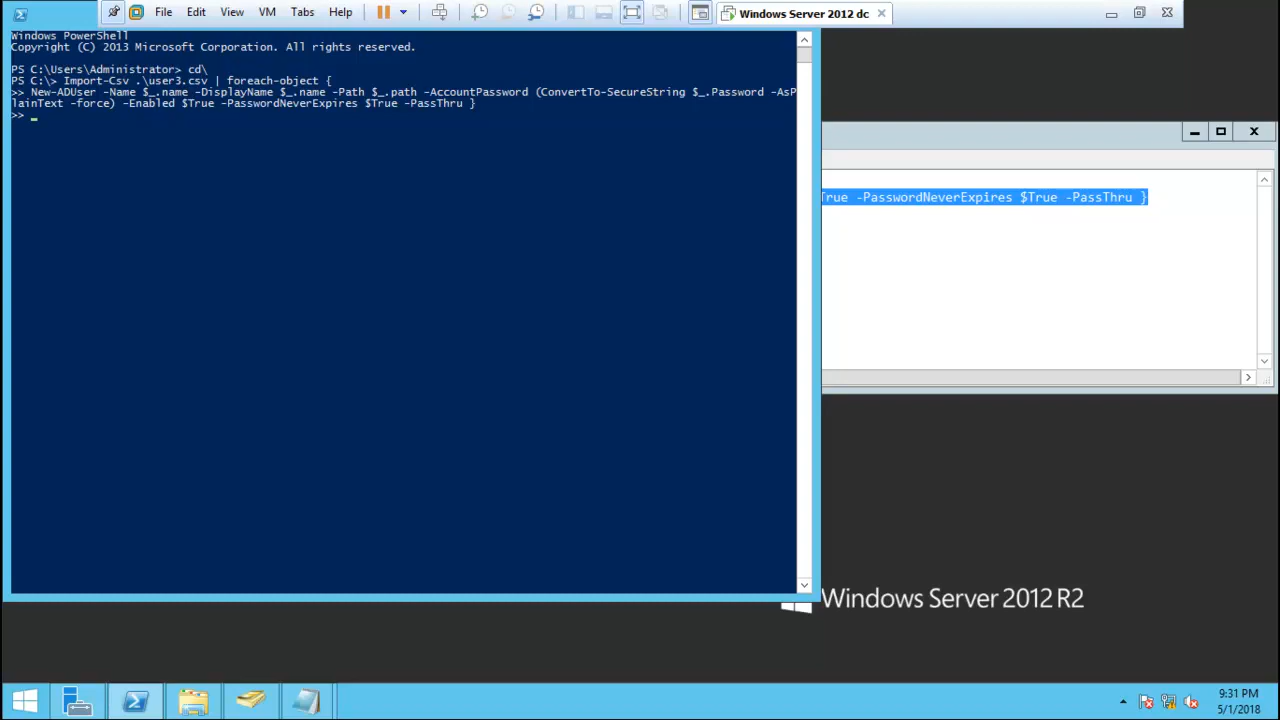 File Edit View VM Tabs Help
Windows Server 2012 dc
Windows PowerShell
Copyright (C) 2013 Microsoft Corporation. All rights reserved.
PS C:\Users\Administrator> cd\
PS C:\> Import-Csv .\user3.csv | foreach-object {
>> New-ADUser -Name $_.name -DisplayName $_.name -Path $_.path -AccountPassword (ConvertTo-SecureString $_.Password -AsP
lainText -force) -Enabled $True -PasswordNeverExpires $True -PassThru }
>>
True -PasswordNeverExpires $True -PassThru }
Windows Server 2012 R2
9:31 PM
5/1/2018